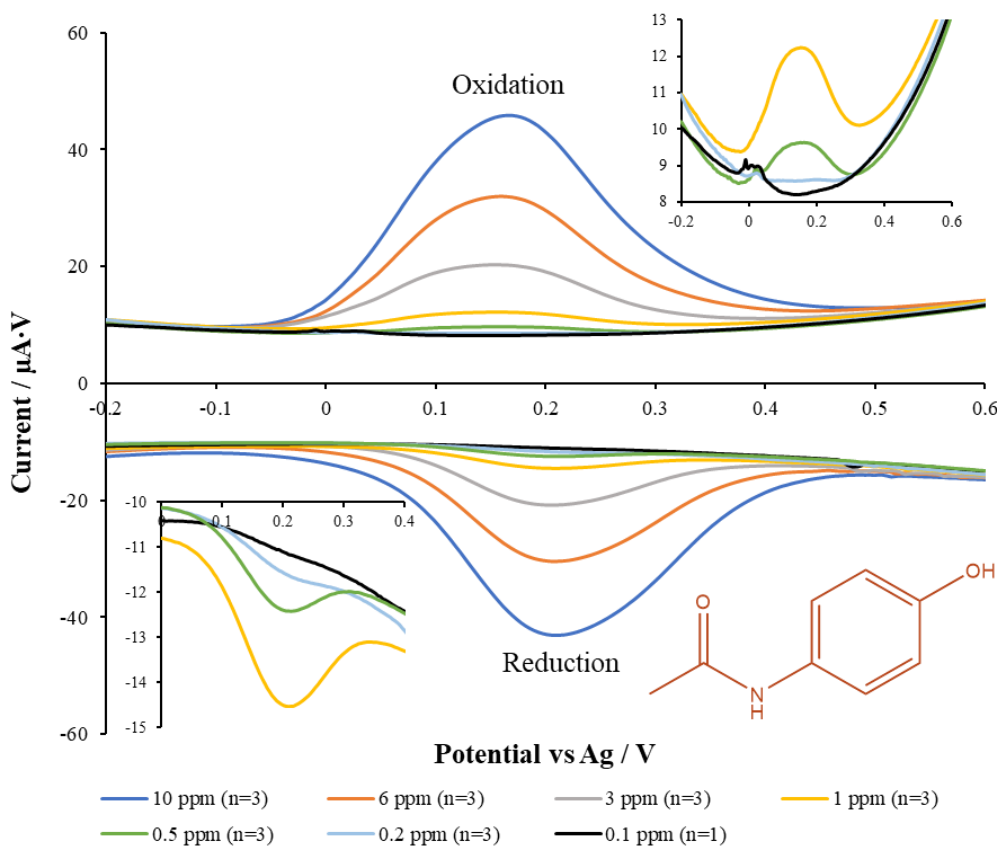 60
40
20
0
-20
-40
-60
-0.2 -0.1 0 0.1 0.2 0.3 0.4 0.5 0.6
Current / µA·V
Oxidation
13
12
11
10
9
8
-0.2 0 0.2 0.4 0.6
-10
-11
-12
-13
-14
-15
0 0.1 0.2 0.3 0.4
Reduction
O
N
H
OH
Potential vs Ag / V
10 ppm (n=3) 6 ppm (n=3) 3 ppm (n=3) 1 ppm (n=3)
0.5 ppm (n=3) 0.2 ppm (n=3) 0.1 ppm (n=1)